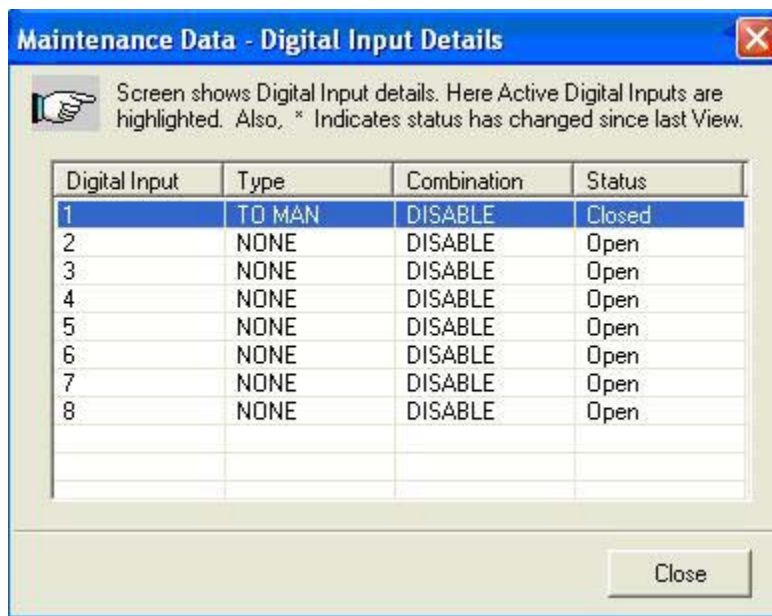 Maintenance Data - Digital Input Details
Screen shows Digital Input details. Here Active Digital Inputs are
highlighted. Also, * Indicates status has changed since last View.
Digital Input Type Combination Status
1 TO MAN DISABLE Closed
2 NONE DISABLE Open
3 NONE DISABLE Open
4 NONE DISABLE Open
5 NONE DISABLE Open
6 NONE DISABLE Open
7 NONE DISABLE Open
8 NONE DISABLE Open
Close